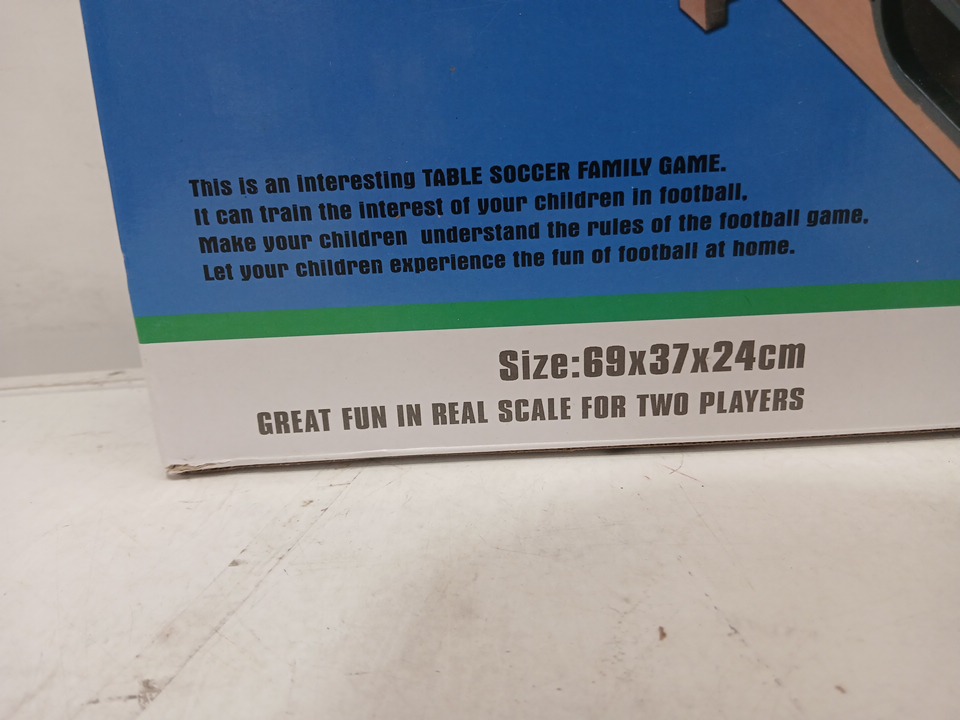 This is an interesting TABLE SOCCER FAMILY GAME.
It can train the interest of your children in football,
Make your children understand the rules of the football game.
Let your children experience the fun of football at home.
Size:69x37x24cm
GREAT FUN IN REAL SCALE FOR TWO PLAYERS